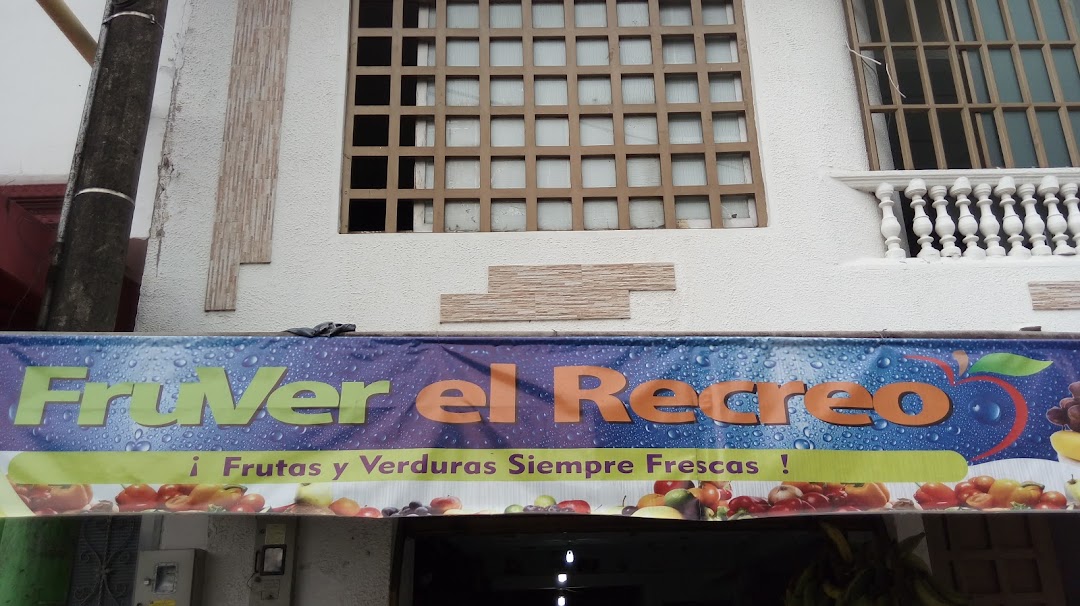 FruVer el Recreo
¡ Frutas y Verduras Siempre Frescas !